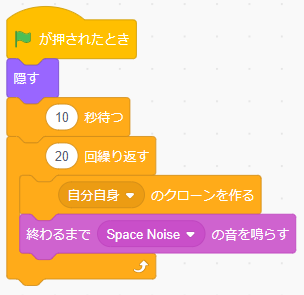 が押されたとき
隠す
10 秒待つ
20 回繰り返す
自分自身 のクローンを作る
終わるまで Space Noise の音を鳴らす